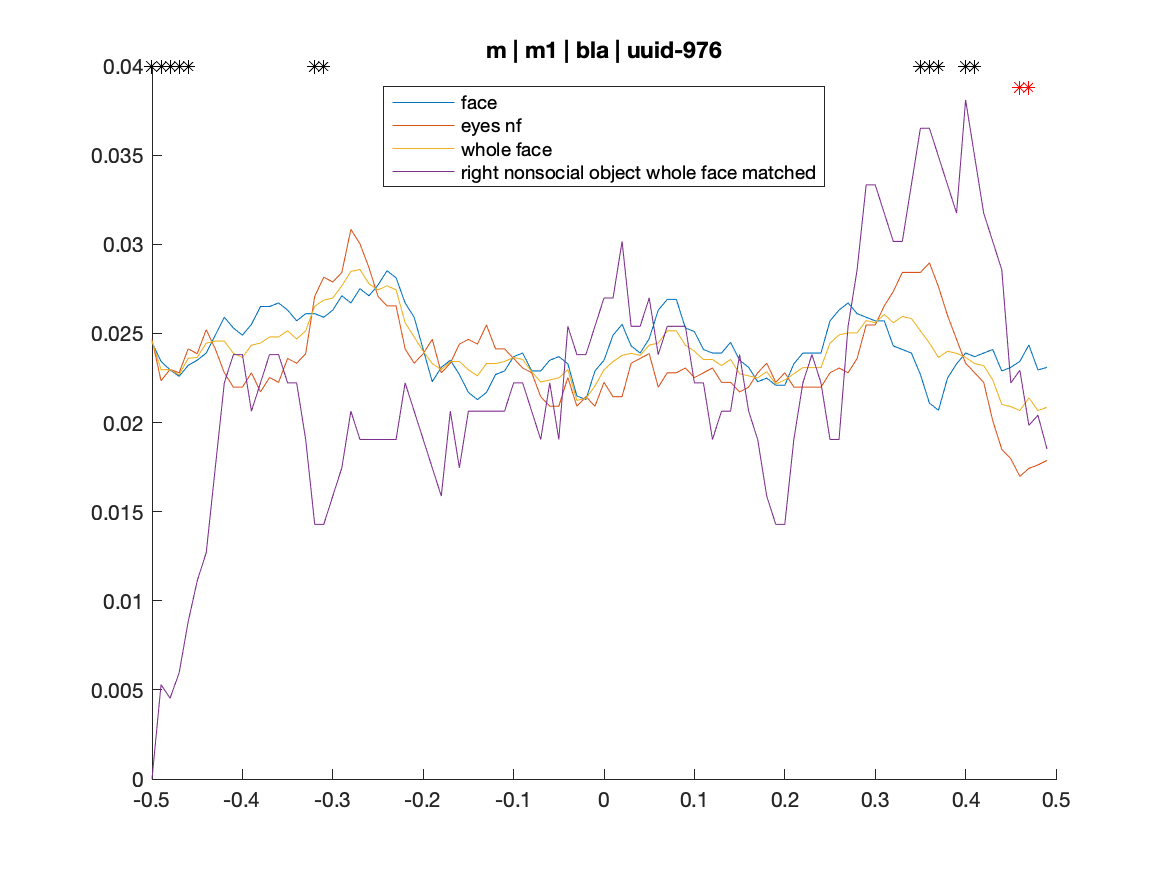 m | m1 | bla | uuid-976
face
eyes nf
whole face
right nonsocial object whole face matched
0.04
0.035
0.03
0.025
0.02
0.015
0.01
0.005
0
-0.5 -0.4 -0.3 -0.2 -0.1 0 0.1 0.2 0.3 0.4 0.5